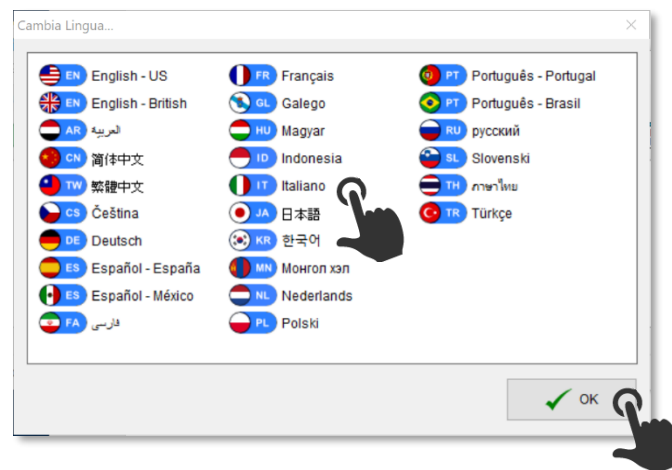 Cambia Lingua...
EN English - US
EN English - British
AR العربية
CN 简体中文
TW 繁體中文
CS Čeština
DE Deutsch
ES Español - España
ES Español - México
FA فارسی
FR Français
GL Galego
HU Magyar
ID Indonesia
IT Italiano
JA 日本語
KR 한국어
MN Монгол хэл
NL Nederlands
PL Polski
PT Português - Portugal
PT Português - Brasil
RU русский
SL Slovenski
TH ภาษาไทย
TR Türkçe
OK